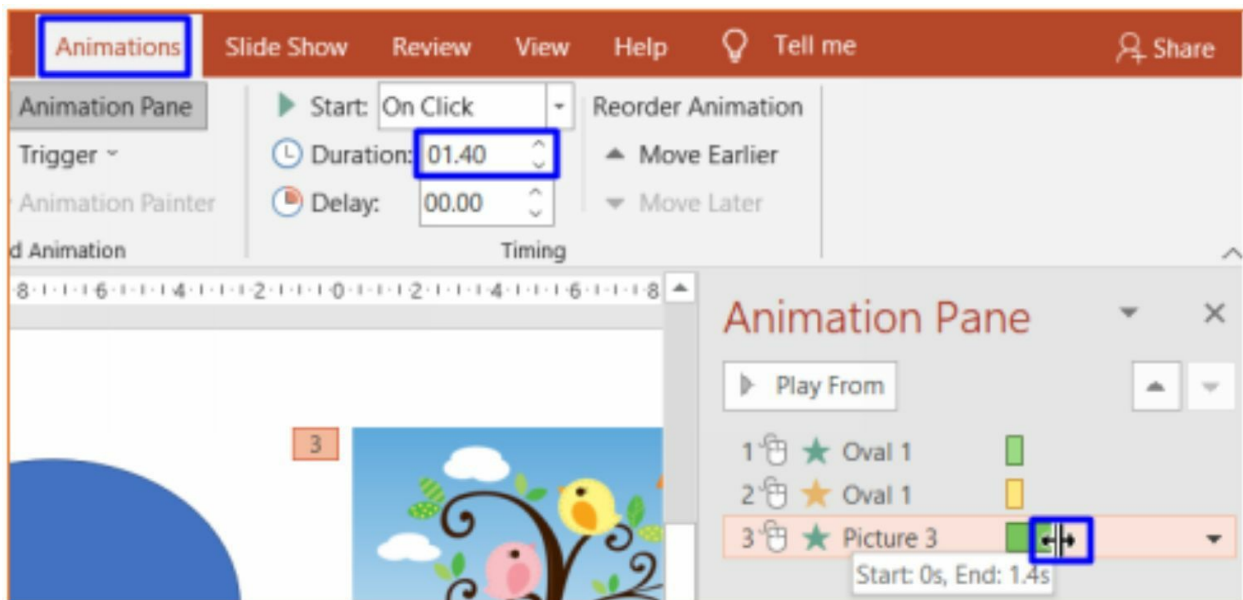 Animations Slide Show Review View Help Tell me Share
Animation Pane Start: On Click Reorder Animation
Trigger Duration: 01.40 Move Earlier
Animation Painter Delay: 00.00 Move Later
d Animation Timing
8 6 4 2 0 2 4 6 8
Animation Pane
Play From
3
1 Oval 1
2 Oval 1
3 Picture 3
Start: 0s, End: 1.4s